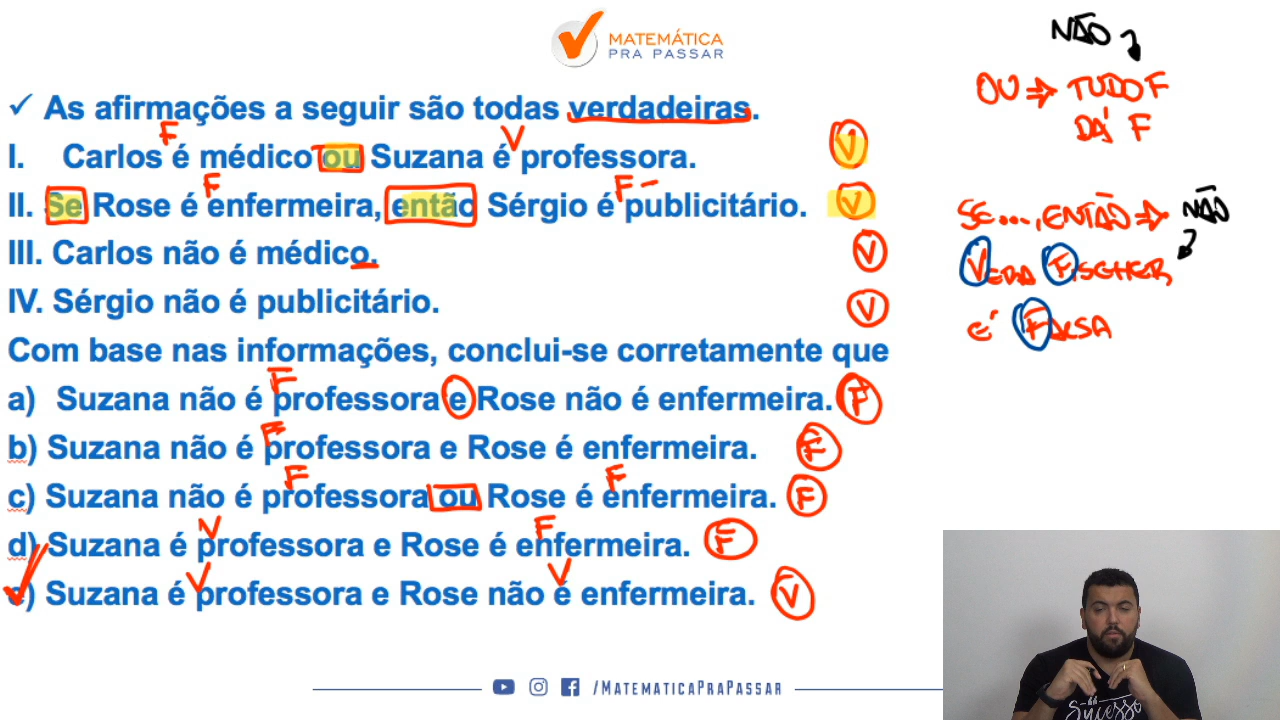 MATEMÁTICA
PRA PASSAR
✓ As afirmações a seguir são todas verdadeiras.
F V
I. Carlos é médico ou Suzana é professora. V
F F
II. Se Rose é enfermeira, então Sérgio é publicitário. V
III. Carlos não é médico. V
IV. Sérgio não é publicitário. V
Com base nas informações, conclui-se corretamente que
F
a) Suzana não é professora e Rose não é enfermeira. F
F
b) Suzana não é professora e Rose é enfermeira. F
F F
c) Suzana não é professora ou Rose é enfermeira. F
V F
d) Suzana é professora e Rose é enfermeira. F
V V
e) Suzana é professora e Rose não é enfermeira. V
NÃO
OU ⇒ TUDO F
DÁ F
SE..., ENTÃO ⇒ NÃO
VERA FISCHER
É FALSA
SUCESSO
/MATEMATICAPRAPASSAR